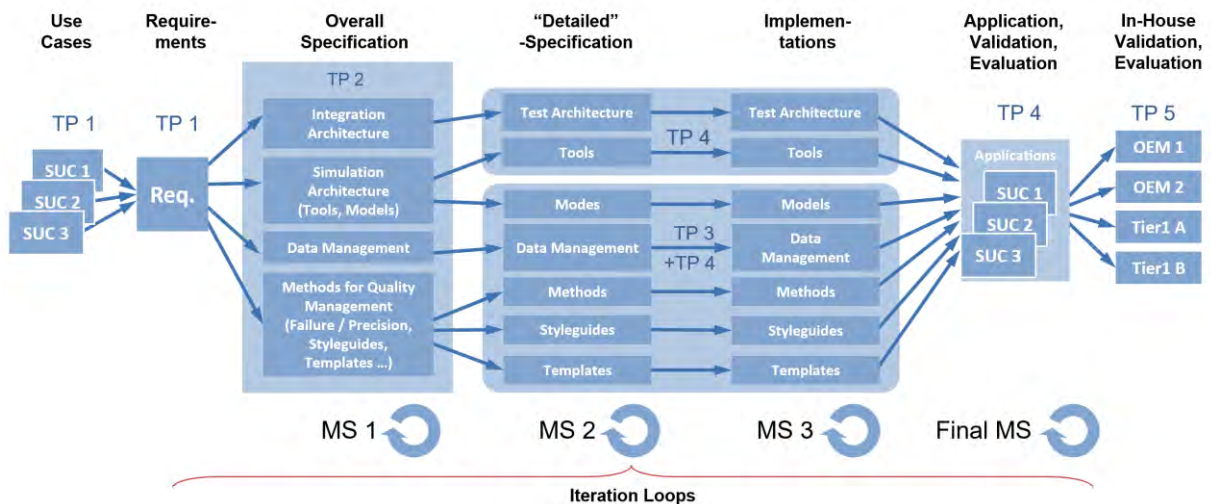 Use
Cases
Require-
ments
Overall
Specification
“Detailed”
-Specification
Implemen-
tations
Application,
Validation,
Evaluation
In-House
Validation,
Evaluation
TP 1
TP 1
TP 2
TP 4
TP 5
SUC 1
SUC 2
SUC 3
Req.
Integration
Architecture
Simulation
Architecture
(Tools, Models)
Data Management
Methods for Quality
Management
(Failure / Precision,
Styleguides,
Templates ...)
Test Architecture
Tools
TP 4
Test Architecture
Tools
Modes
Data Management
Methods
Styleguides
Templates
TP 3
+TP 4
Models
Data
Management
Methods
Styleguides
Templates
Applications
SUC 1
SUC 2
SUC 3
OEM 1
OEM 2
Tier1 A
Tier1 B
MS 1
MS 2
MS 3
Final MS
Iteration Loops